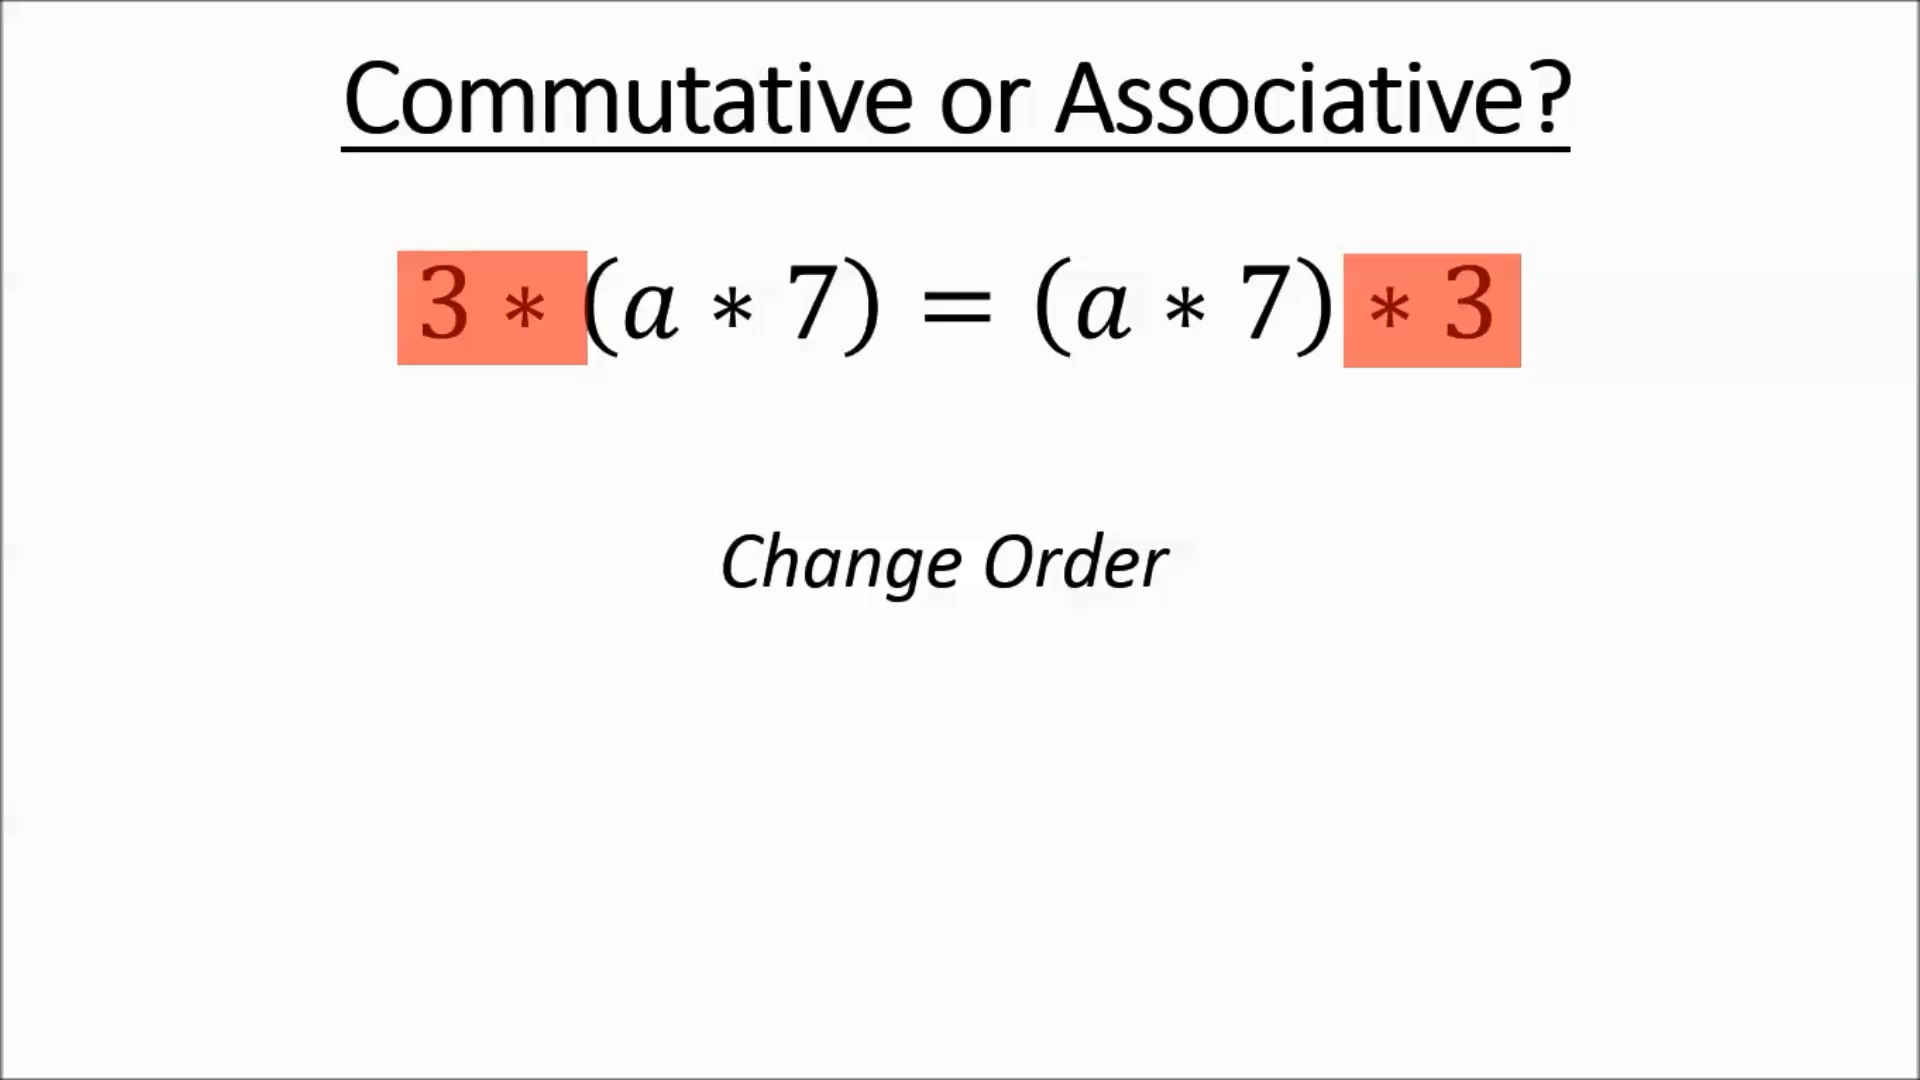 Commutative or Associative?
3 * (a * 7) = (a * 7) * 3
Change Order